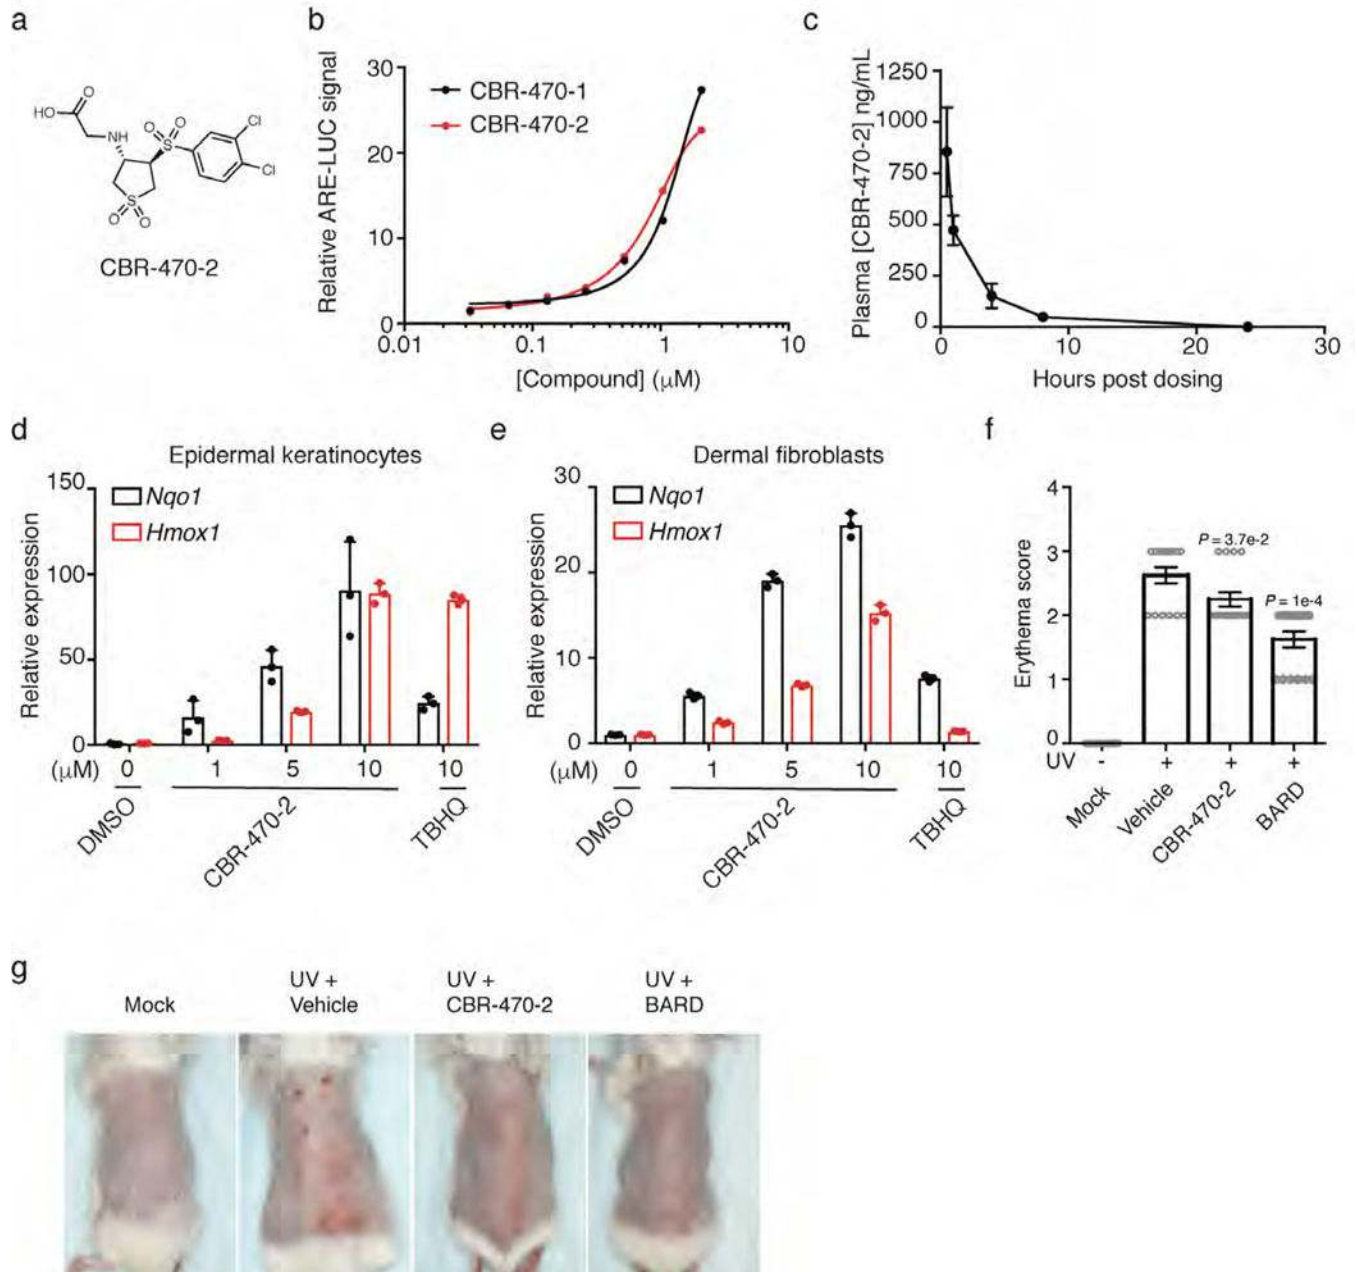 a
HO
O
NH
O
O
S
Cl
Cl
S
O
O
CBR-470-2
b
Relative ARE-LUC signal
30
20
10
0
CBR-470-1
CBR-470-2
0.01
0.1
1
10
[Compound] (μM)
c
Plasma [CBR-470-2] ng/mL
1250
1000
750
500
250
0
0
10
20
30
Hours post dosing
d
Epidermal keratinocytes
Relative expression
150
100
50
0
Nqo1
Hmox1
(μM) 0 1 5 10 10
DMSO
CBR-470-2
TBHQ
e
Dermal fibroblasts
Relative expression
30
20
10
0
Nqo1
Hmox1
(μM) 0 1 5 10 10
DMSO
CBR-470-2
TBHQ
f
Erythema score
4
3
2
1
0
P = 3.7e-2
P = 1e-4
UV - + + +
Mock
Vehicle
CBR-470-2
BARD
g
Mock
UV +
Vehicle
UV +
CBR-470-2
UV +
BARD